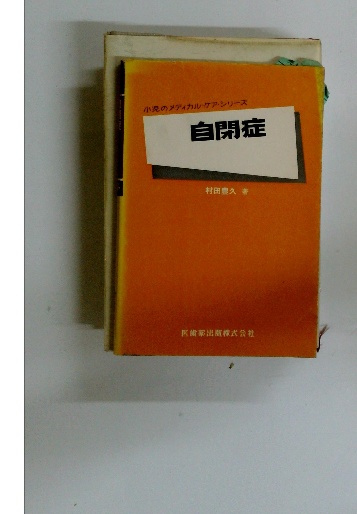 小児のメディカル・ケア・シリーズ
自閉症
村田豊久 著
医歯薬出版株式会社